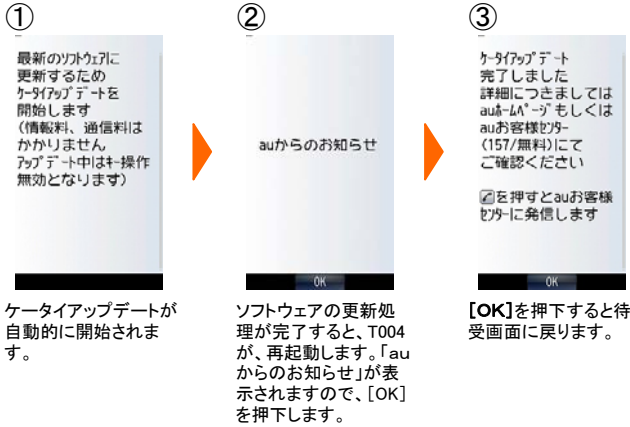 ①
最新のｿﾌﾄｳｪｱに
更新するため
ｹｰﾀｲｱｯﾌﾟﾃﾞｰﾄを
開始します
(情報料、通信料は
かかりません
ｱｯﾌﾟﾃﾞｰﾄ中はｷｰ操作
無効となります)
ケータイアップデートが
自動的に開始されま
す。
②
auからのお知らせ
OK
ソフトウェアの更新処
理が完了すると、T004
が、再起動します。「au
からのお知らせ」が表
示されますので、[OK]
を押下します。
③
ｹｰﾀｲｱｯﾌﾟﾃﾞｰﾄ
完了しました
詳細につきましては
auﾎｰﾑﾍﾟｰｼﾞもしくは
auお客様ｾﾝﾀｰ
(157/無料)にて
ご確認ください
を押すとauお客様
ｾﾝﾀｰに発信します
OK
[OK]を押下すると待
受画面に戻ります。